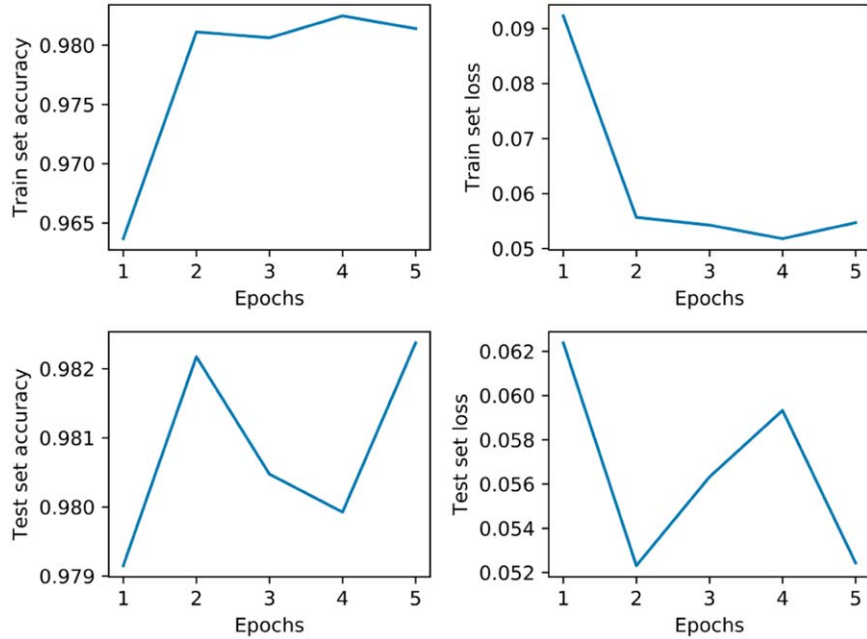 Train set accuracy
0.980
0.975
0.970
0.965
1 2 3 4 5
Epochs
Train set loss
0.09
0.08
0.07
0.06
0.05
1 2 3 4 5
Epochs
Test set accuracy
0.982
0.981
0.980
0.979
1 2 3 4 5
Epochs
Test set loss
0.062
0.060
0.058
0.056
0.054
0.052
1 2 3 4 5
Epochs